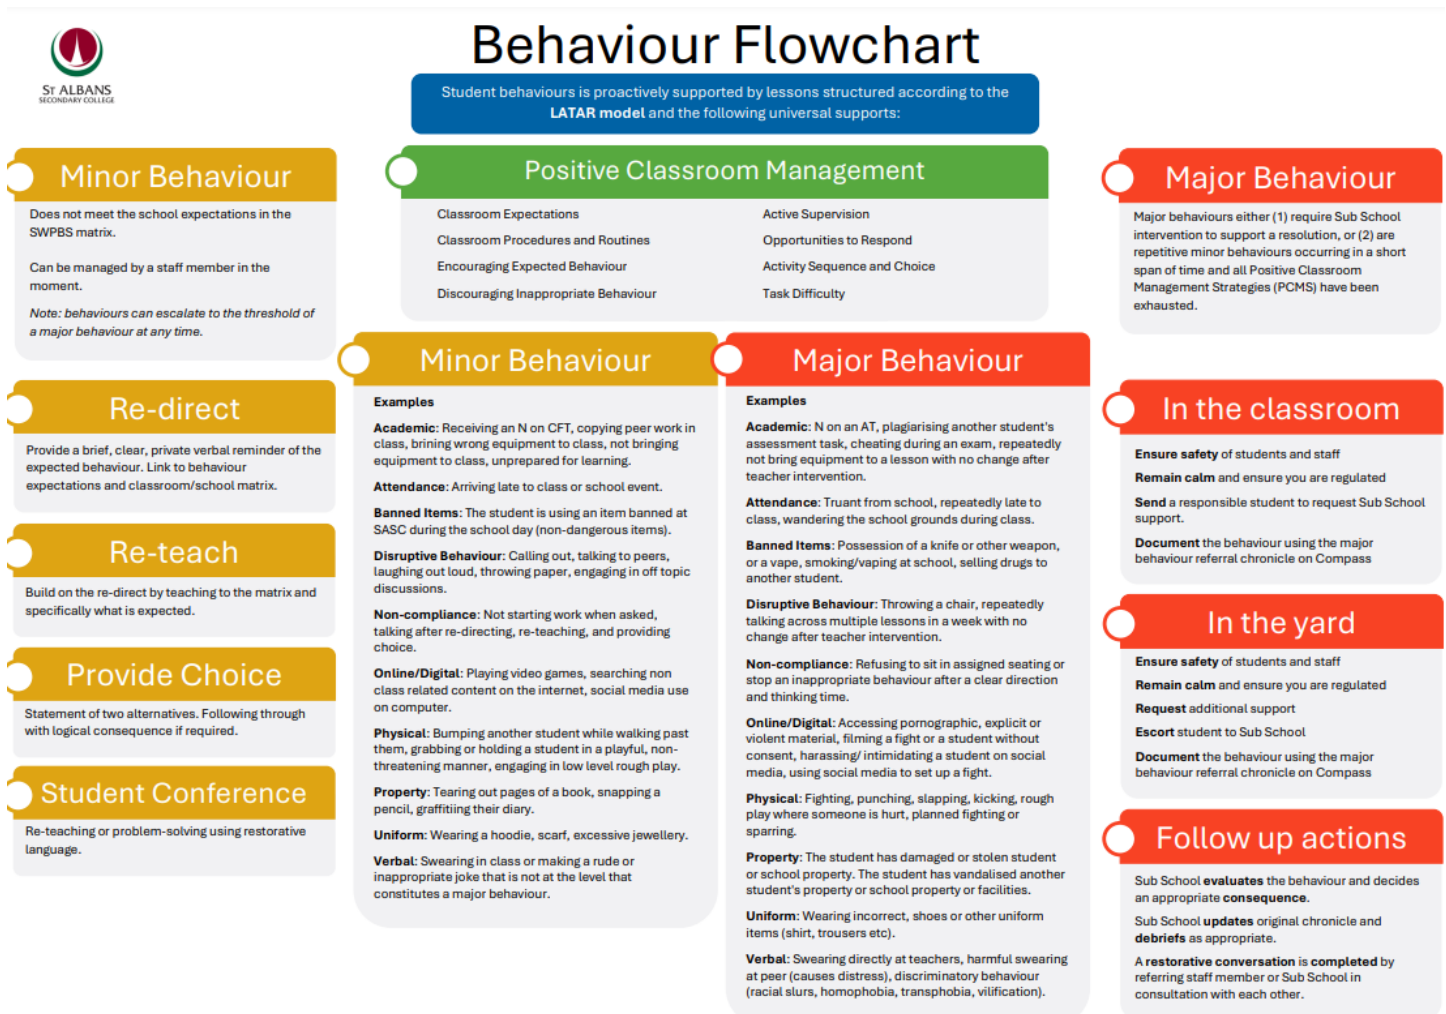 ST ALBANS
SECONDARY COLLEGE
Behaviour Flowchart
Student behaviours is proactively supported by lessons structured according to the
LATAR model and the following universal supports:
Minor Behaviour
Does not meet the school expectations in the
SWPBS matrix.
Can be managed by a staff member in the
moment.
Note: behaviours can escalate to the threshold of
a major behaviour at any time.
Re-direct
Provide a brief, clear, private verbal reminder of the
expected behaviour. Link to behaviour
expectations and classroom/school matrix.
Re-teach
Build on the re-direct by teaching to the matrix and
specifically what is expected.
Provide Choice
Statement of two alternatives. Following through
with logical consequence if required.
Student Conference
Re-teaching or problem-solving using restorative
language.
Positive Classroom Management
Classroom Expectations
Classroom Procedures and Routines
Encouraging Expected Behaviour
Discouraging Inappropriate Behaviour
Active Supervision
Opportunities to Respond
Activity Sequence and Choice
Task Difficulty
Minor Behaviour
Examples
Academic: Receiving an N on CFT, copying peer work in
class, brining wrong equipment to class, not bringing
equipment to class, unprepared for learning.
Attendance: Arriving late to class or school event.
Banned Items: The student is using an item banned at
SASC during the school day (non-dangerous items).
Disruptive Behaviour: Calling out, talking to peers,
laughing out loud, throwing paper, engaging in off topic
discussions.
Non-compliance: Not starting work when asked,
talking after re-directing, re-teaching, and providing
choice.
Online/Digital: Playing video games, searching non
class related content on the internet, social media use
on computer.
Physical: Bumping another student while walking past
them, grabbing or holding a student in a playful, non-
threatening manner, engaging in low level rough play.
Property: Tearing out pages of a book, snapping a
pencil, graffitiing their diary.
Uniform: Wearing a hoodie, scarf, excessive jewellery.
Verbal: Swearing in class or making a rude or
inappropriate joke that is not at the level that
constitutes a major behaviour.
Major Behaviour
Examples
Academic: N on an AT, plagiarising another student's
assessment task, cheating during an exam, repeatedly
not bring equipment to a lesson with no change after
teacher intervention.
Attendance: Truant from school, repeatedly late to
class, wandering the school grounds during class.
Banned Items: Possession of a knife or other weapon,
or a vape, smoking/vaping at school, selling drugs to
another student.
Disruptive Behaviour: Throwing a chair, repeatedly
talking across multiple lessons in a week with no
change after teacher intervention.
Non-compliance: Refusing to sit in assigned seating or
stop an inappropriate behaviour after a clear direction
and thinking time.
Online/Digital: Accessing pornographic, explicit or
violent material, filming a fight or a student without
consent, harassing/ intimidating a student on social
media, using social media to set up a fight.
Physical: Fighting, punching, slapping, kicking, rough
play where someone is hurt, planned fighting or
sparring.
Property: The student has damaged or stolen student
or school property. The student has vandalised another
student's property or school property or facilities.
Uniform: Wearing incorrect, shoes or other uniform
items (shirt, trousers etc).
Verbal: Swearing directly at teachers, harmful swearing
at peer (causes distress), discriminatory behaviour
(racial slurs, homophobia, transphobia, vilification).
Major Behaviour
Major behaviours either (1) require Sub School
intervention to support a resolution, or (2) are
repetitive minor behaviours occurring in a short
span of time and all Positive Classroom
Management Strategies (PCMS) have been
exhausted.
In the classroom
Ensure safety of students and staff
Remain calm and ensure you are regulated
Send a responsible student to request Sub School
support.
Document the behaviour using the major
behaviour referral chronicle on Compass
In the yard
Ensure safety of students and staff
Remain calm and ensure you are regulated
Request additional support
Escort student to Sub School
Document the behaviour using the major
behaviour referral chronicle on Compass
Follow up actions
Sub School evaluates the behaviour and decides
an appropriate consequence.
Sub School updates original chronicle and
debriefs as appropriate.
A restorative conversation is completed by
referring staff member or Sub School in
consultation with each other.